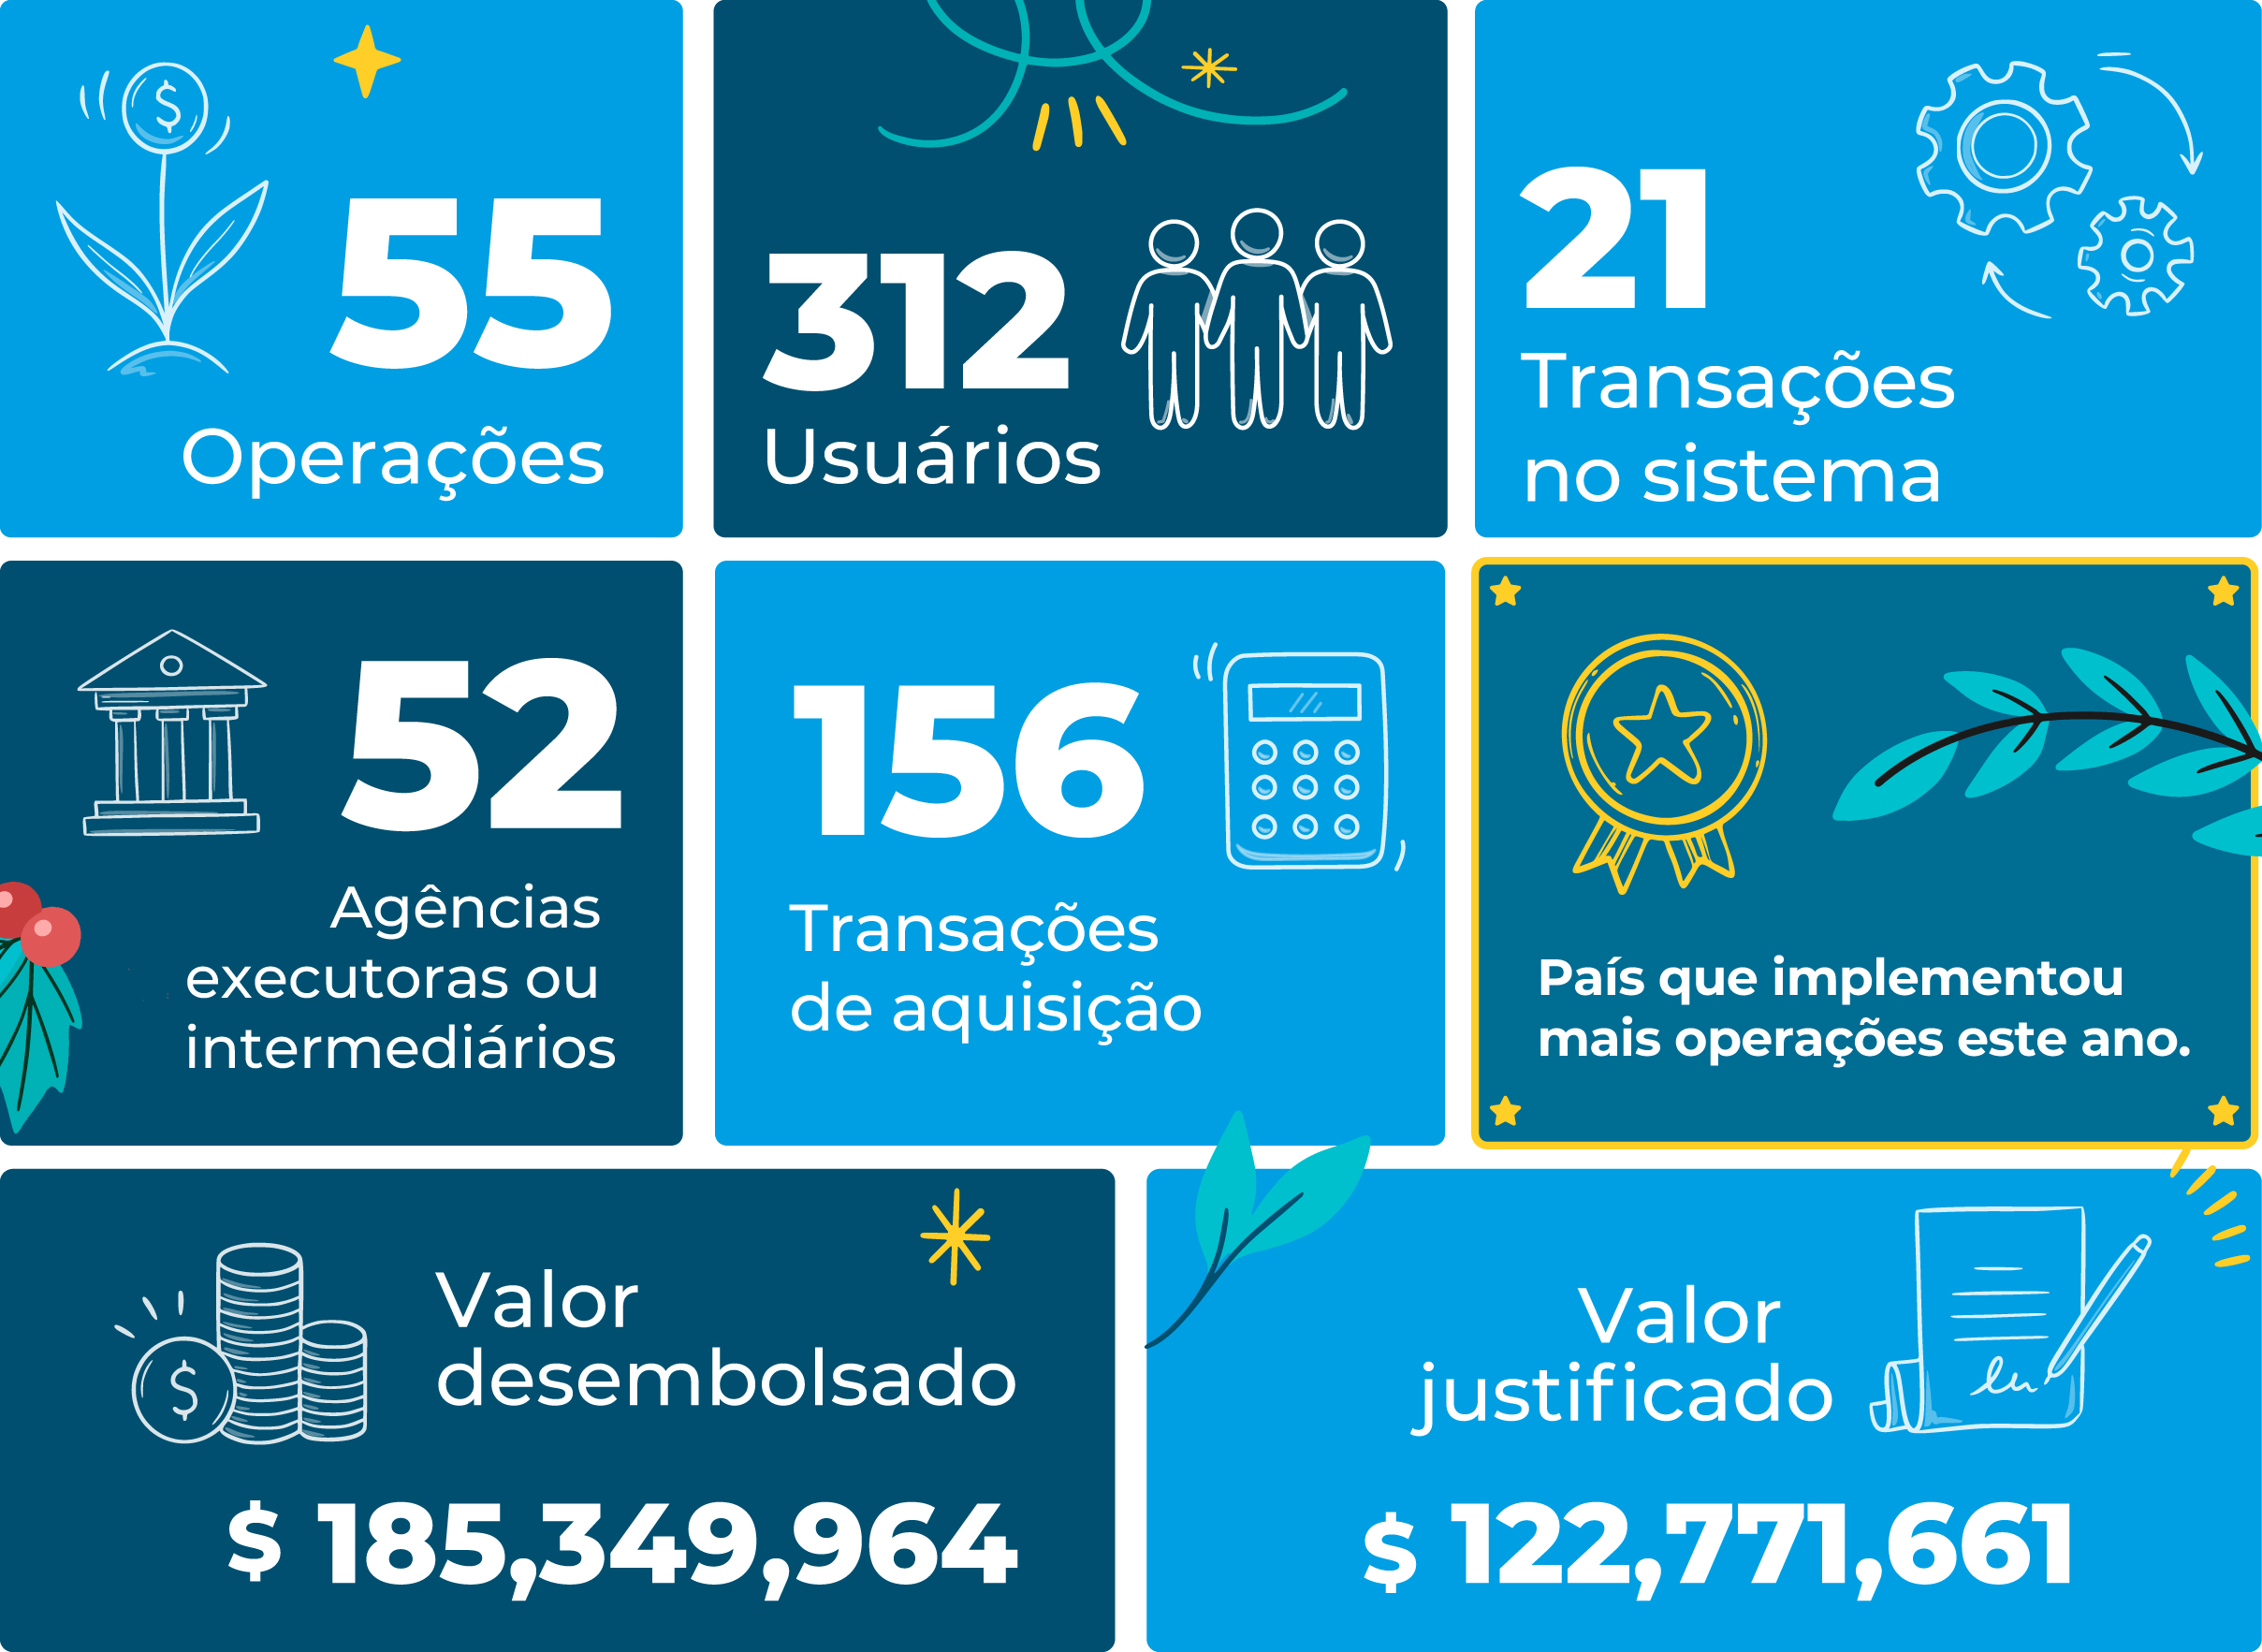 55
Operações
312
Usuários
21
Transações
no sistema
52
Agências
executoras ou
intermediários
156
Transações
de aquisição
País que implementou
mais operações este ano.
Valor
desembolsado
$ 185,349,964
Valor
justificado
$ 122,771,661